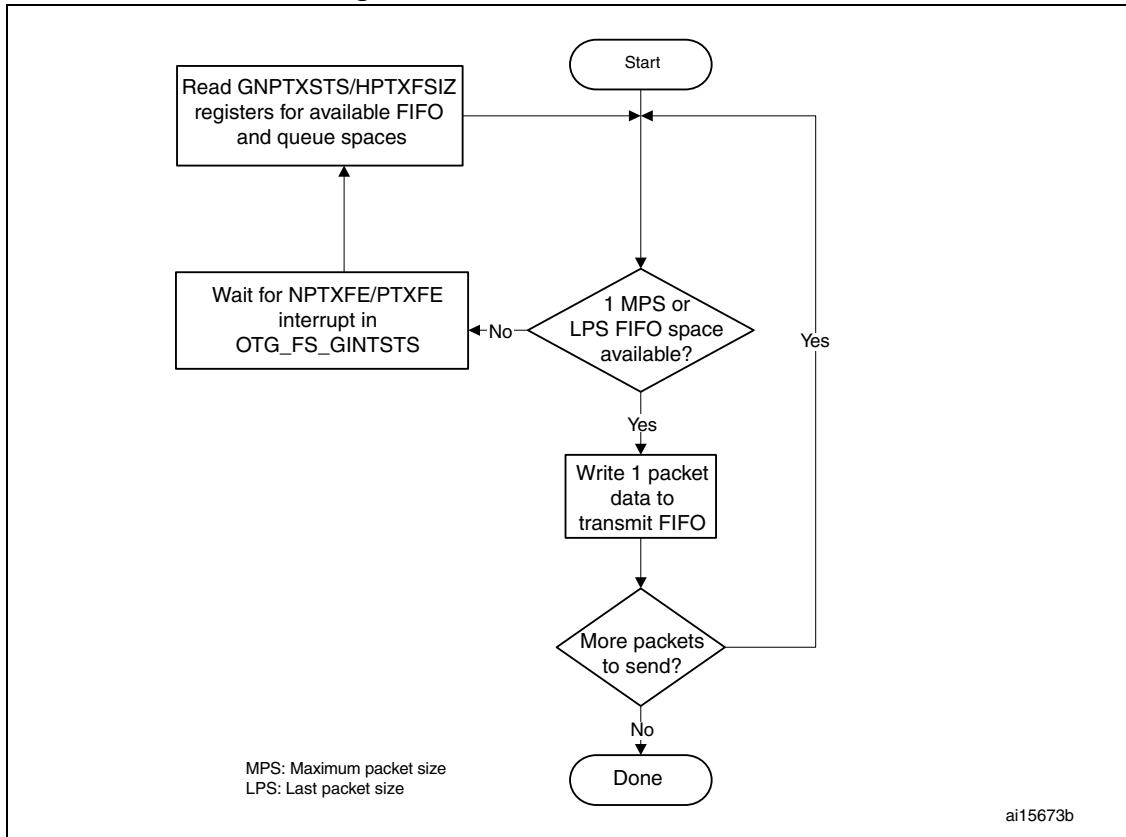 Start
Read GNPTXSTS/HPTXFSIZ
registers for available FIFO
and queue spaces
Wait for NPTXFE/PTXFE
interrupt in
OTG_FS_GINTSTS
No
1 MPS or
LPS FIFO space
available?
Yes
Yes
Write 1 packet
data to
transmit FIFO
More packets
to send?
No
Done
MPS: Maximum packet size
LPS: Last packet size
ai15673b